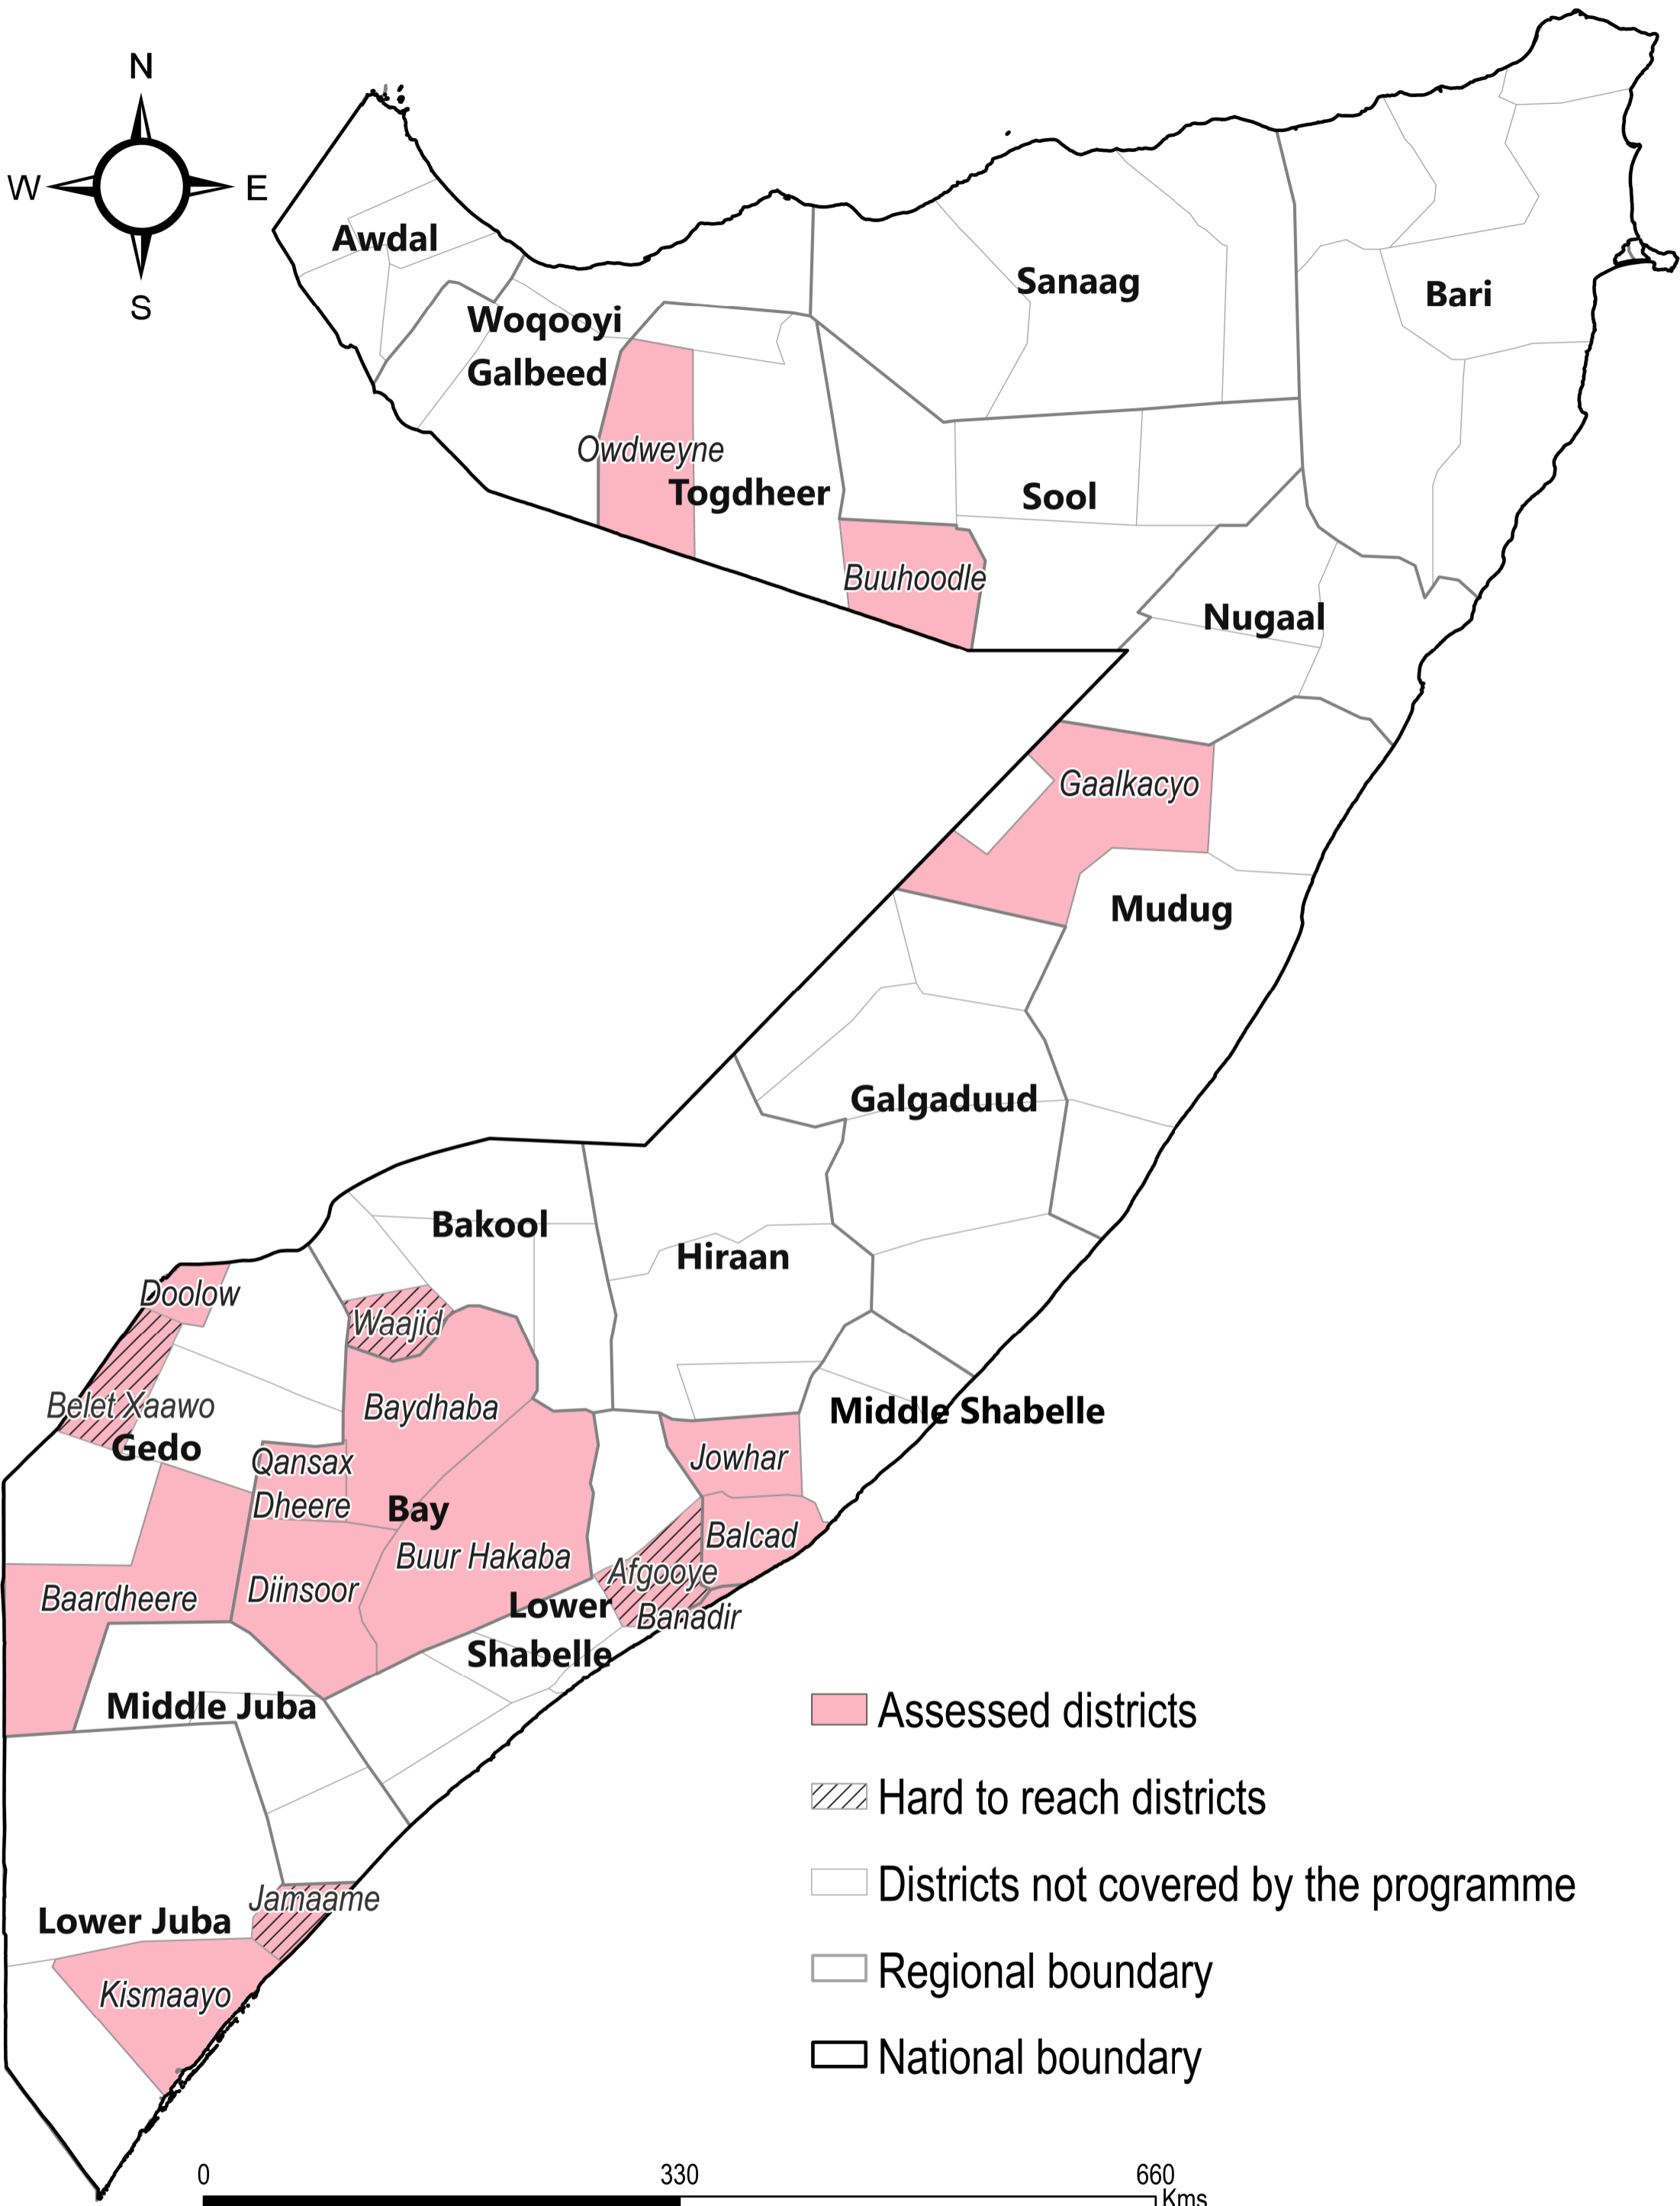 N
W
E
S
Awdal
Woqooyi
Galbeed
Sanaag
Bari
Owdweyne
Togdheer
Sool
Buuhoodle
Nugaal
Gaalkacyo
Mudug
Galgaduud
Bakool
Hiraan
Doolow
Waajid
Belet Xaawo
Gedo
Baydhaba
Middle Shabelle
Qansax
Dheere
Jowhar
Bay
Buur Hakaba
Balcad
Afgooye
Baardheere
Diinsoor
Lower
Shabelle
Banadir
Middle Juba
Assessed districts
Hard to reach districts
Districts not covered by the programme
Jamaame
Lower Juba
Regional boundary
Kismaayo
National boundary
0
330
660
Kms